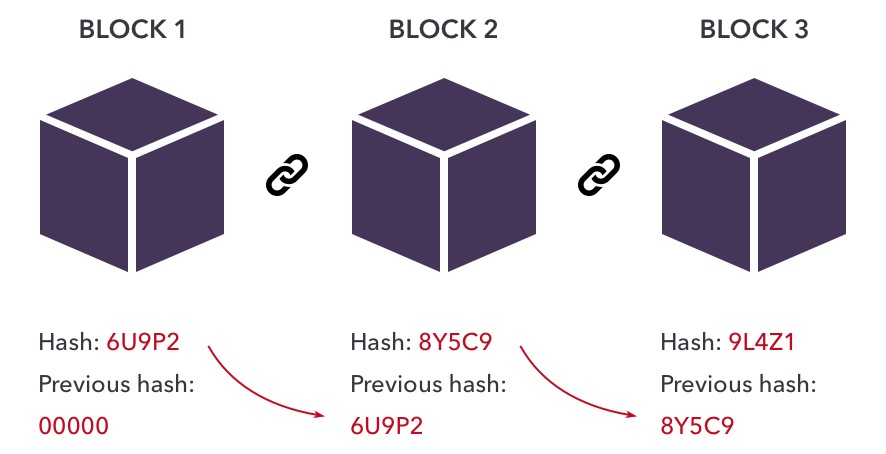 BLOCK 1
BLOCK 2
BLOCK 3
Hash: 6U9P2
Previous hash:
00000
Hash: 8Y5C9
Previous hash:
6U9P2
Hash: 9L4Z1
Previous hash:
8Y5C9